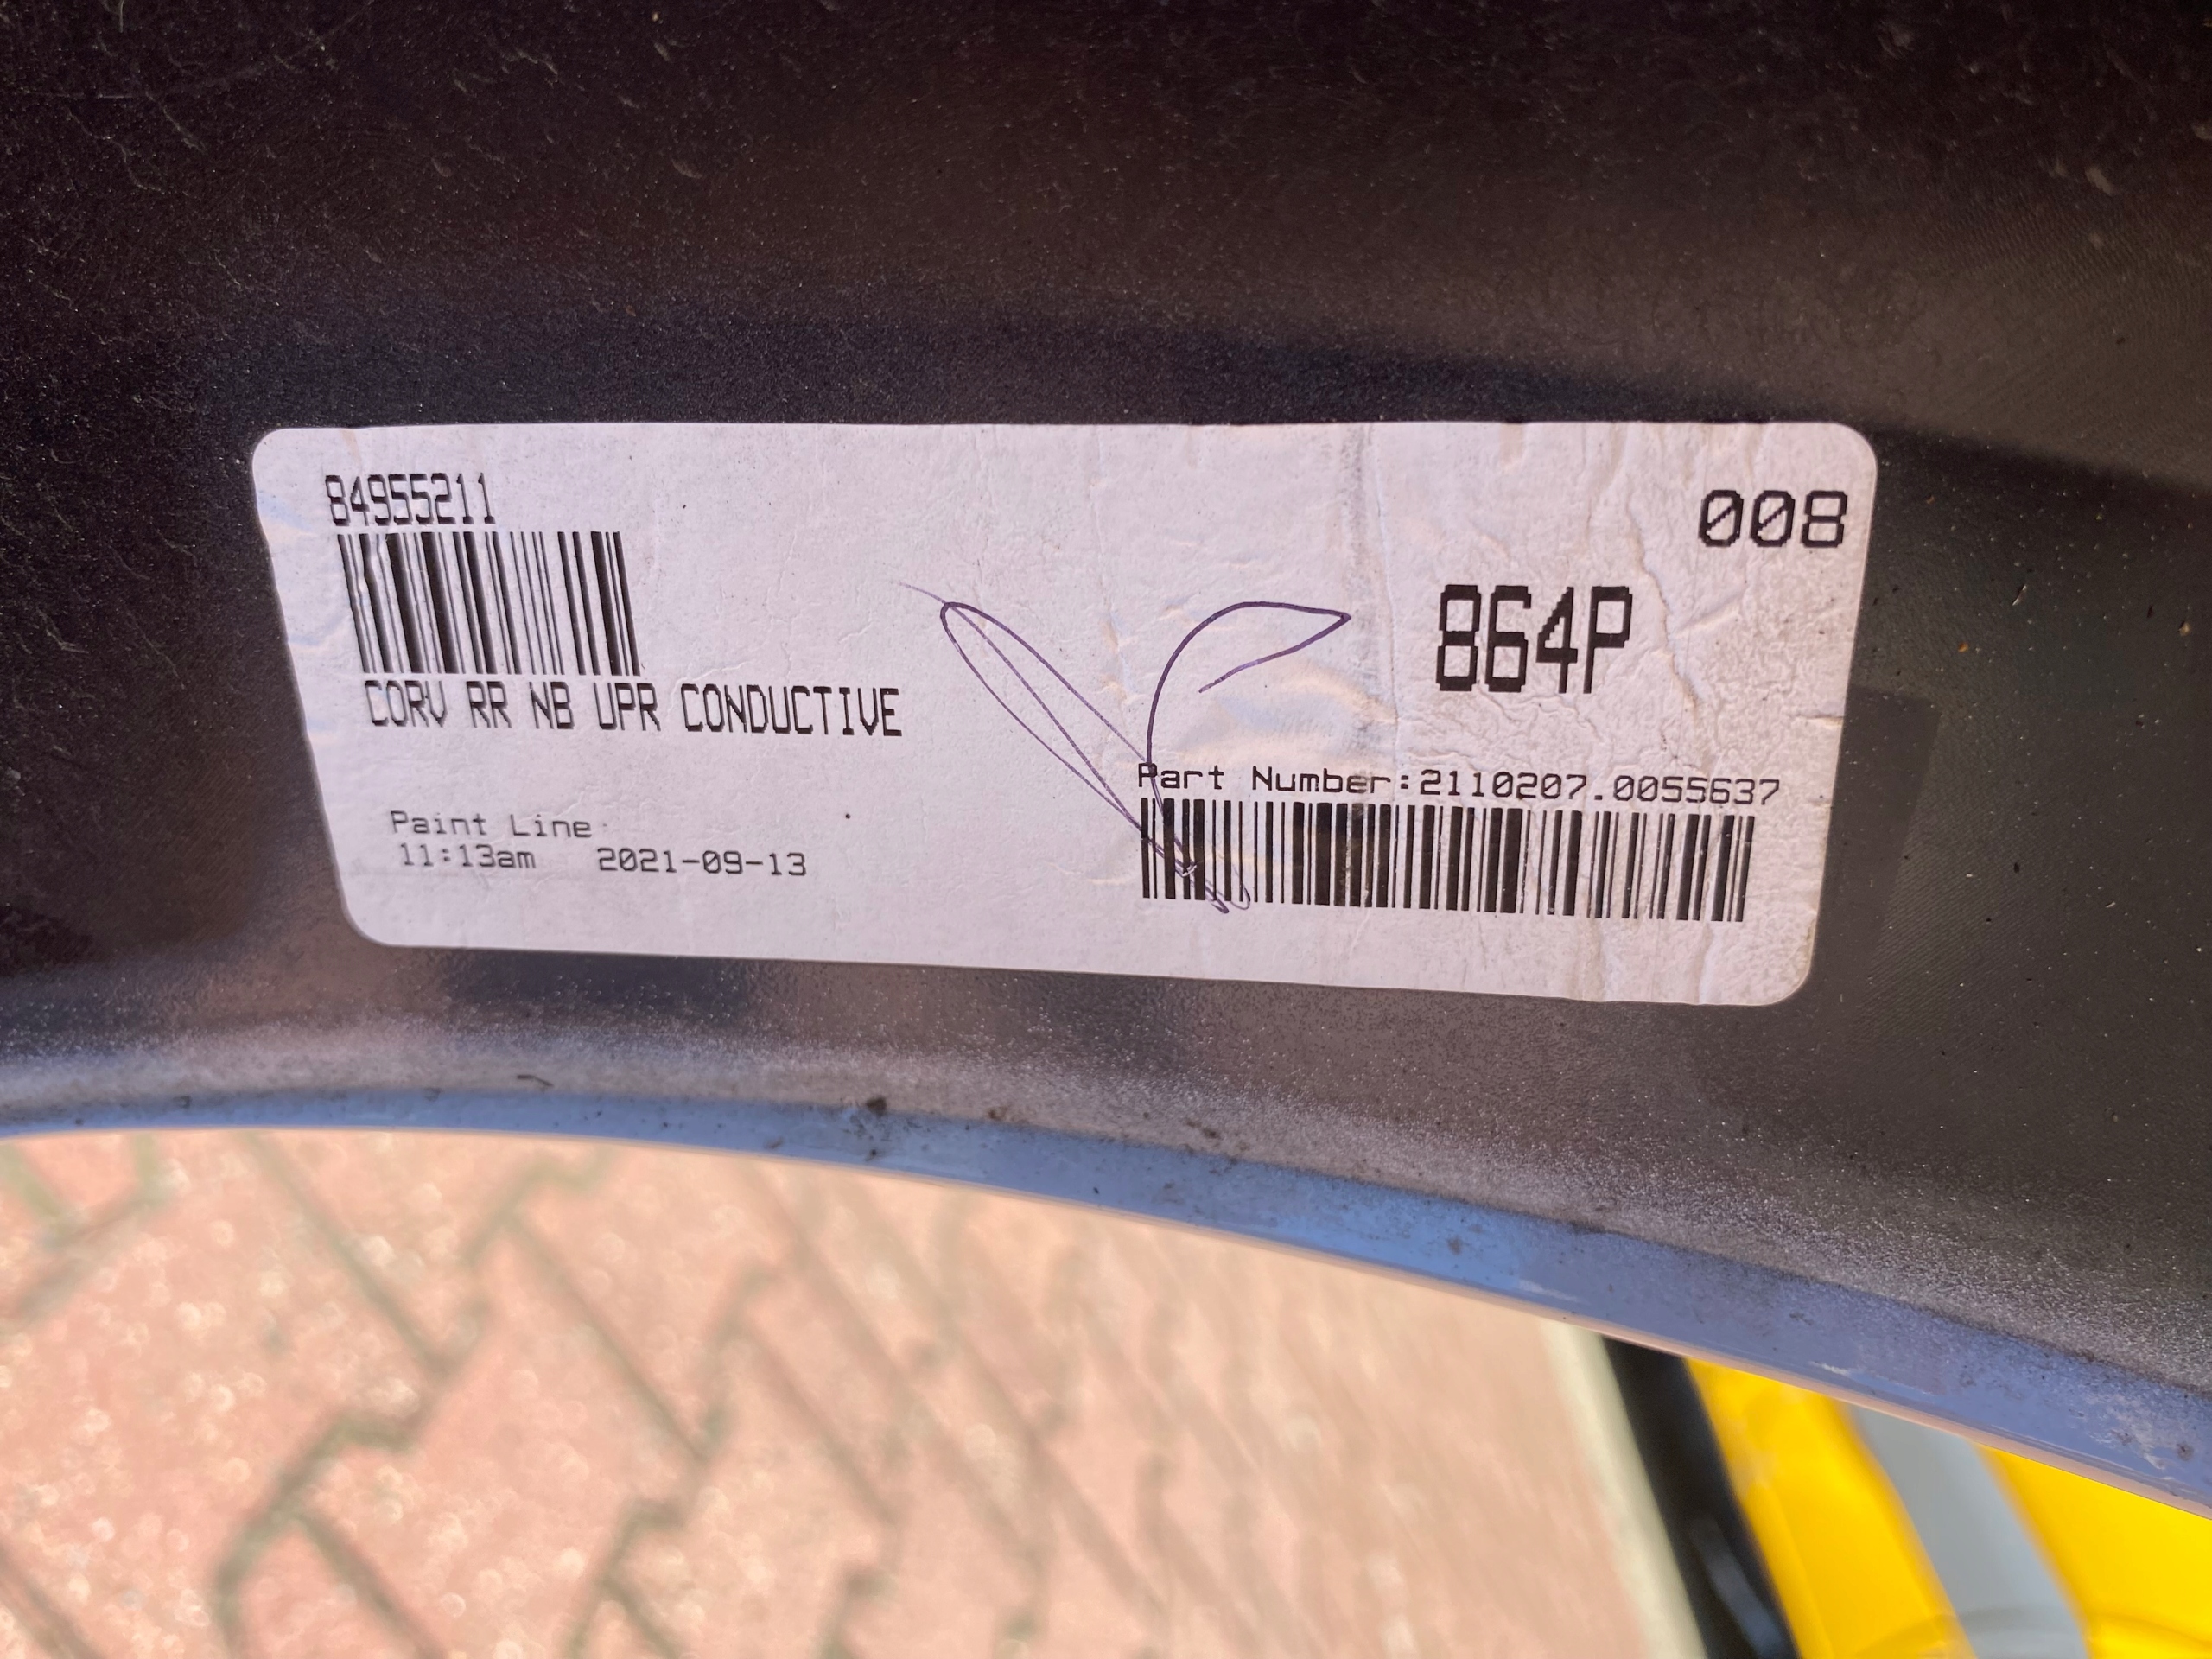 84955211
008
864P
CORV RR NB UPR CONDUCTIVE
Part Number:2110207.0055637
Paint Line
11:13am 2021-09-13